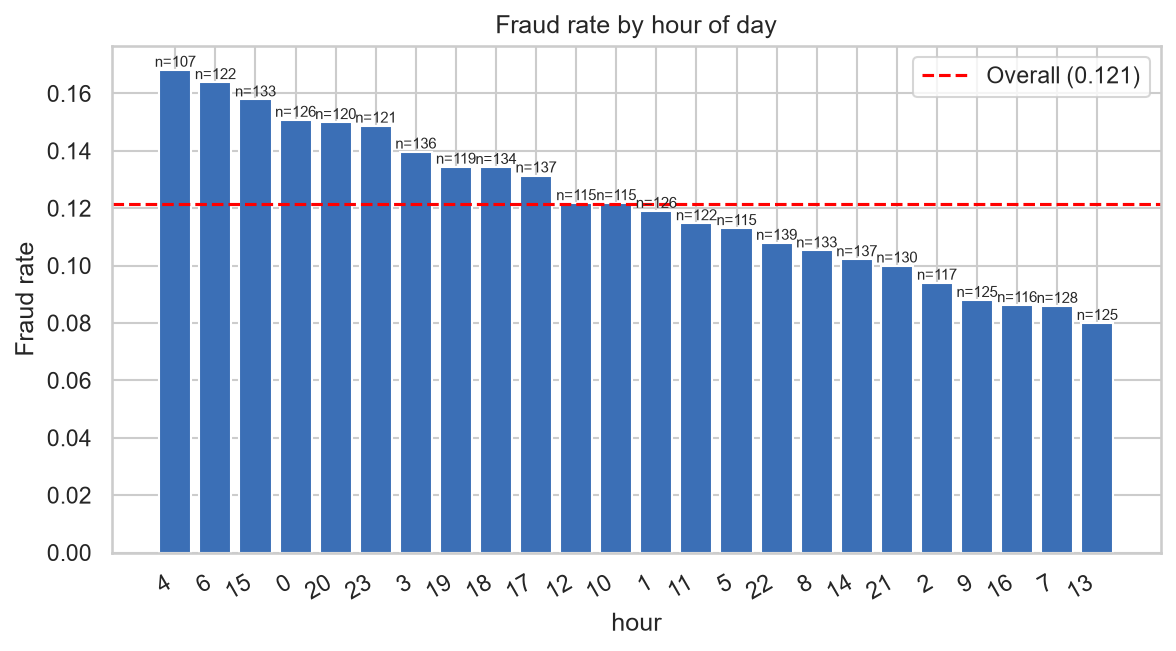 Fraud rate by hour of day
Overall (0.121)
Fraud rate
0.16
0.14
0.12
0.10
0.08
0.06
0.04
0.02
0.00
n=107
n=122
n=133
n=126
n=120
n=121
n=136
n=119
n=134
n=137
n=115
n=115
n=126
n=122
n=115
n=139
n=133
n=137
n=130
n=117
n=125
n=116
n=128
n=125
4 6 15 0 20 23 3 19 18 17 12 10 1 11 5 22 8 14 21 2 9 16 7 13
hour